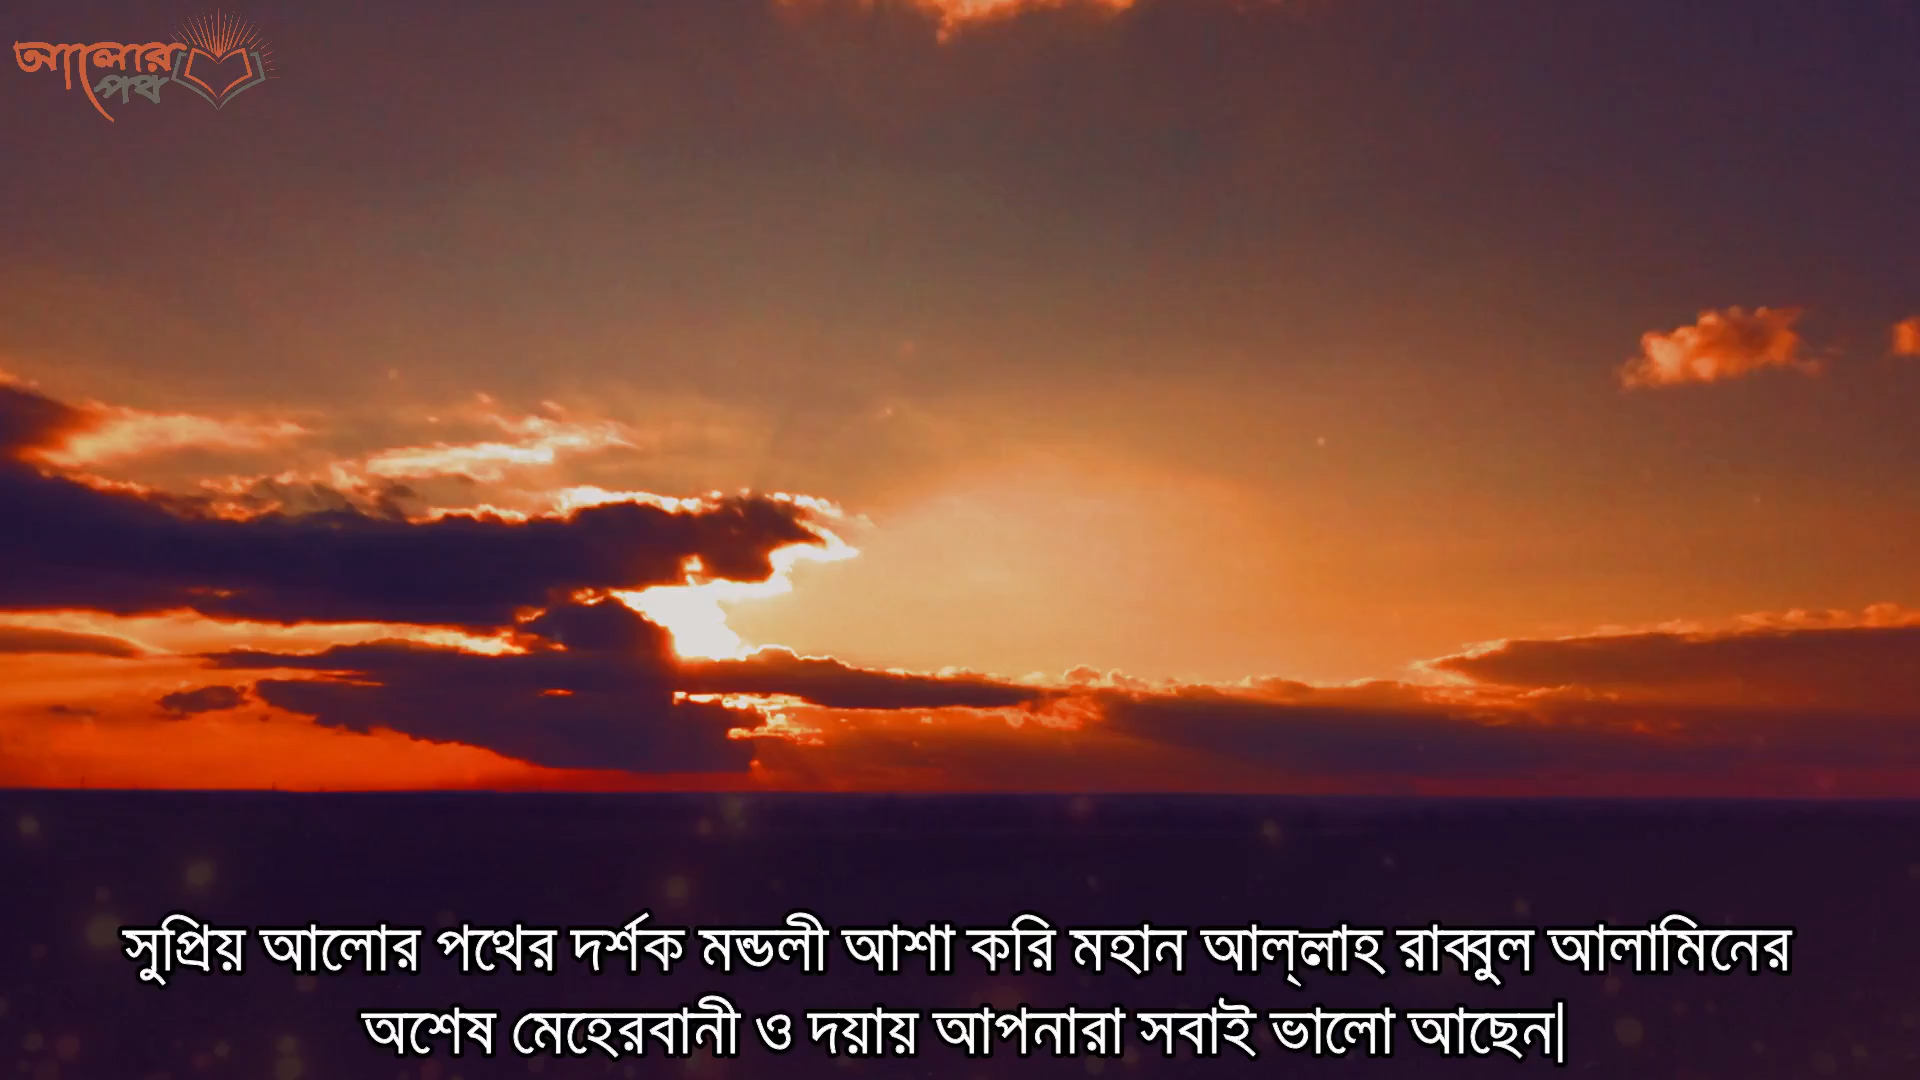 আলোর
পথ
সুপ্রিয় আলোর পথের দর্শক মন্ডলী আশা করি মহান আল্লাহ রাব্বুল আলামিনের
অশেষ মেহেরবানী ও দয়ায় আপনারা সবাই ভালো আছেন|